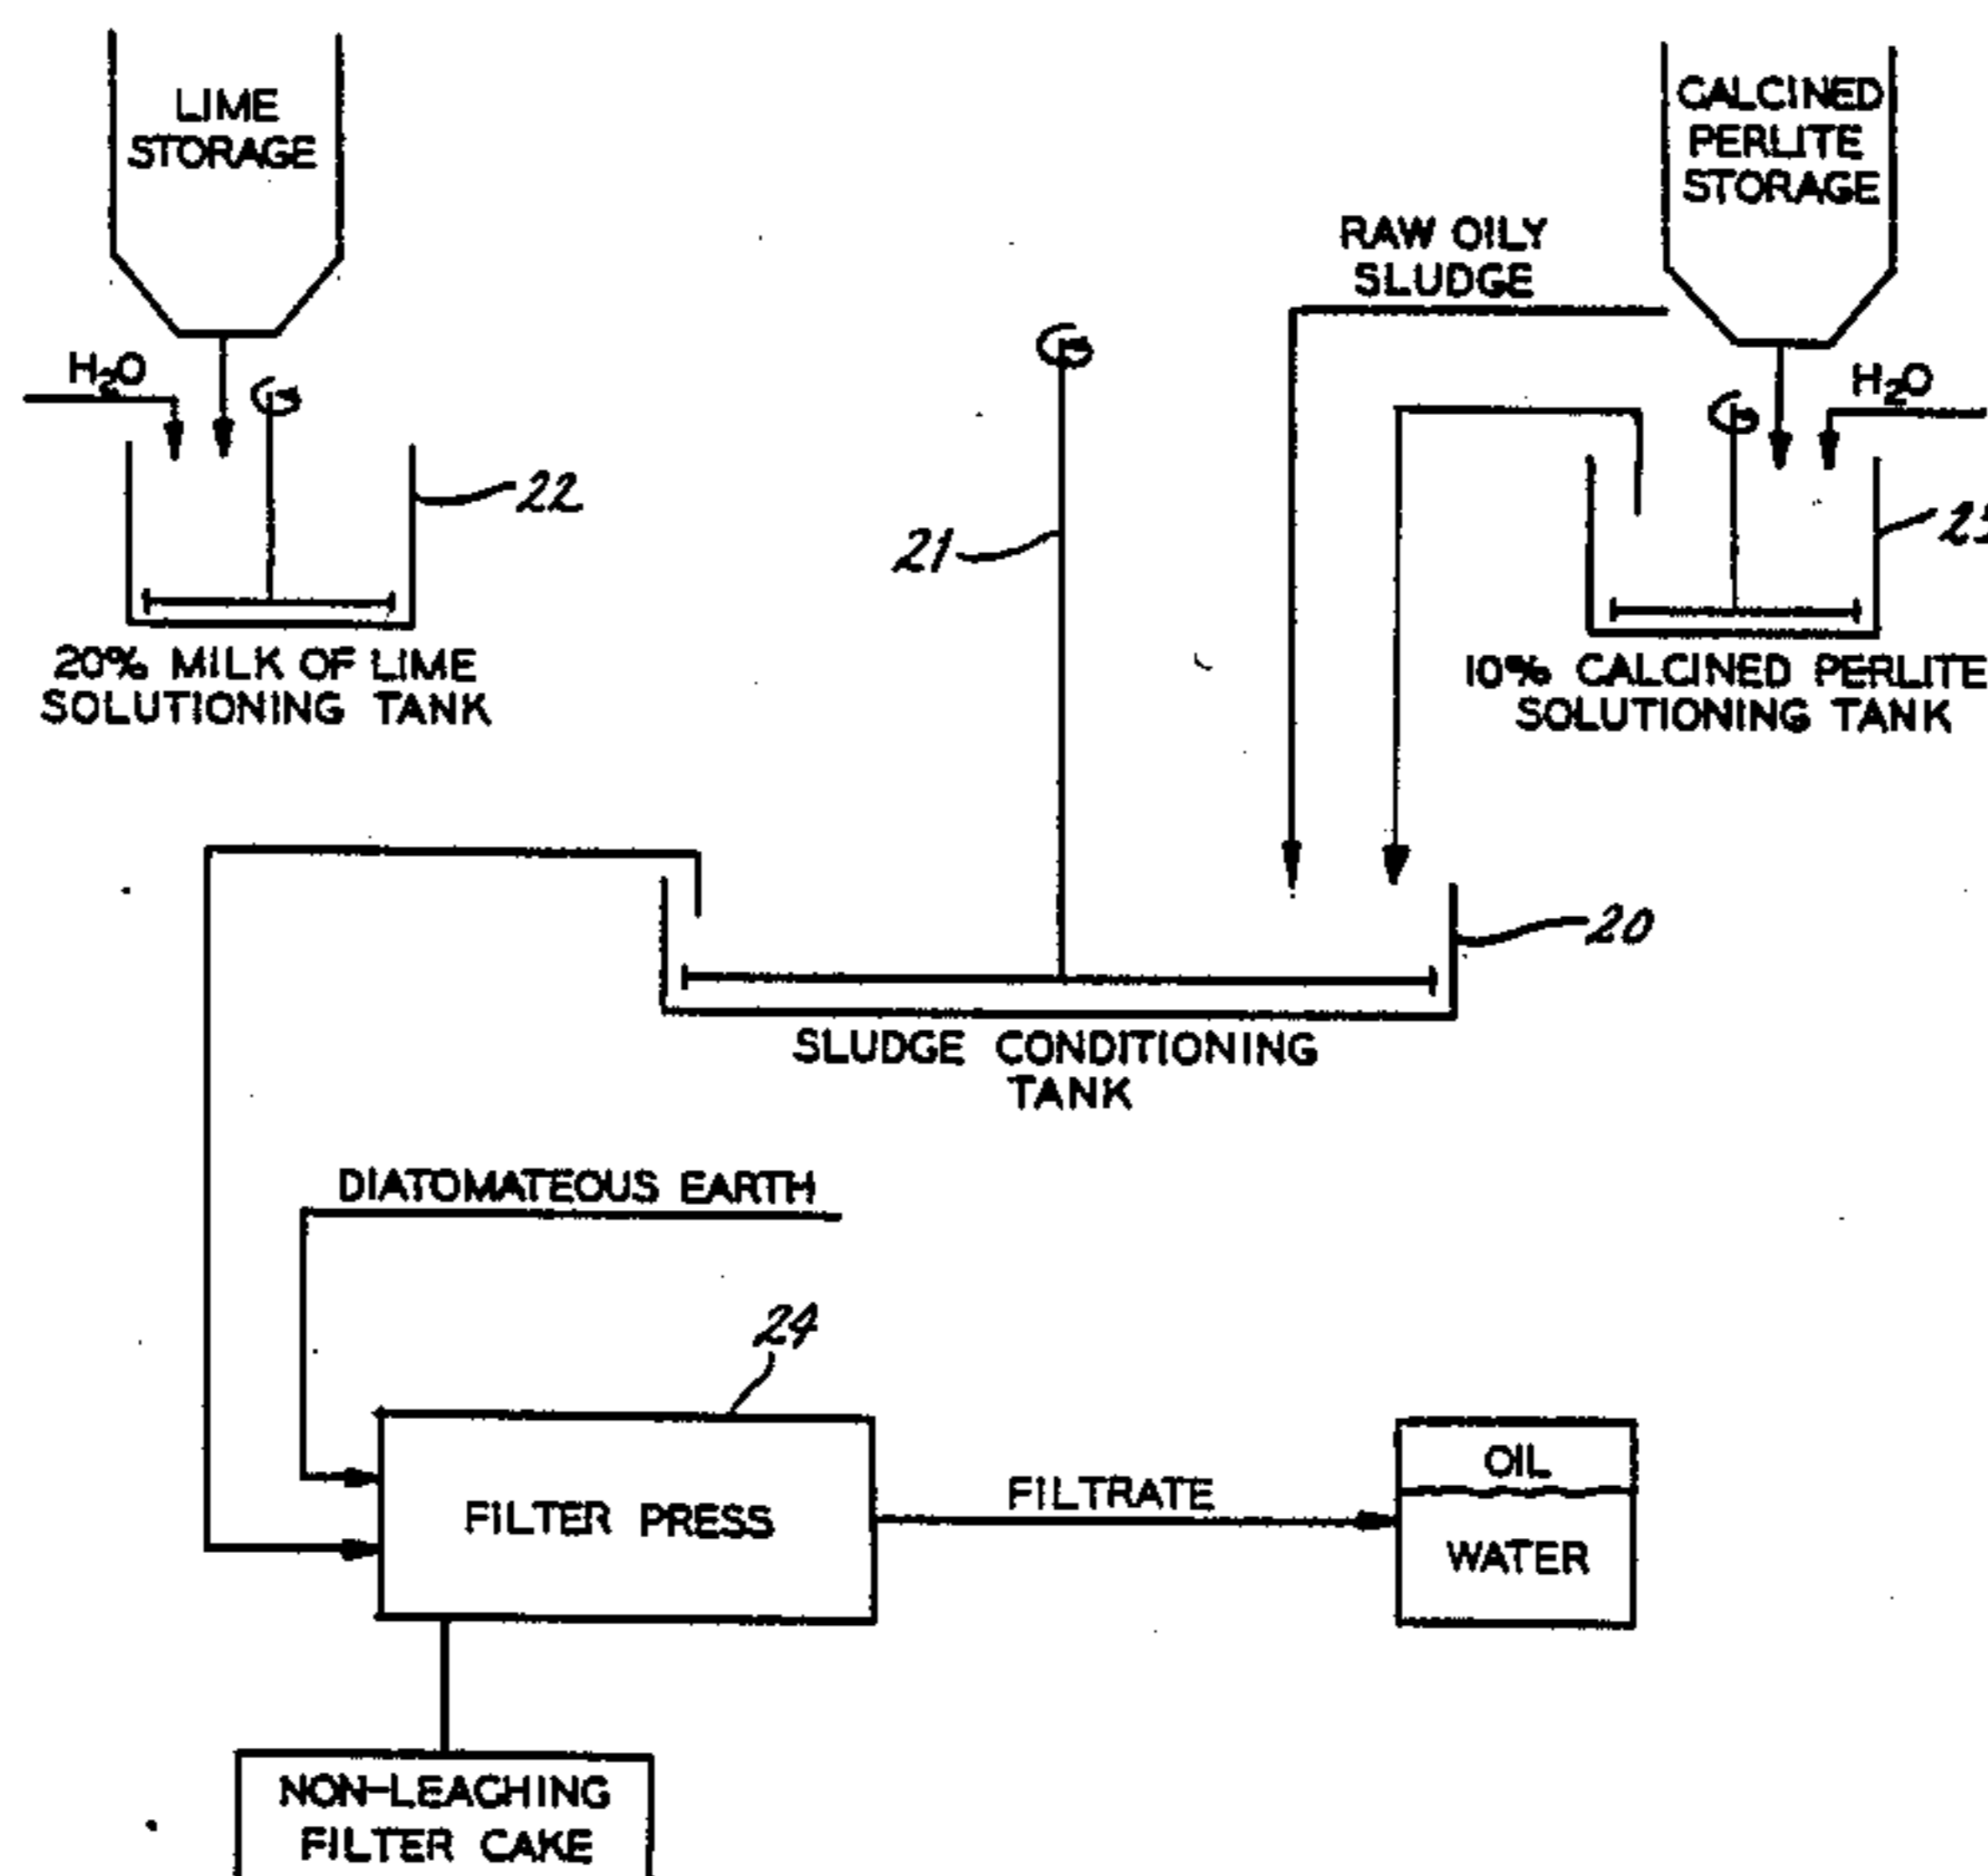 LIME
STORAGE
CALCINED
PERLITE
STORAGE
RAW OILY
SLUDGE
H2O
H2O
22
21
20% MILK OF LIME
SOLUTIONING TANK
10% CALCINED PERLITE
SOLUTIONING TANK
20
SLUDGE CONDITIONING
TANK
DIATOMATEOUS EARTH
24
FILTER PRESS
FILTRATE
OIL
WATER
NON-LEACHING
FILTER CAKE